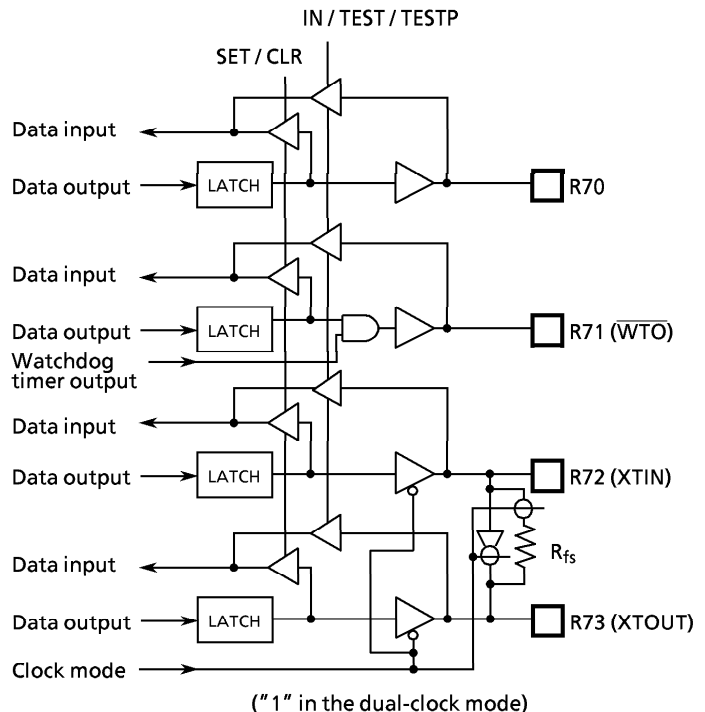 IN / TEST / TESTP
SET / CLR
Data input
Data output
LATCH
R70
Data input
Data output
LATCH
R71 (W̅T̅O̅)
Watchdog
timer output
Data input
Data output
LATCH
R72 (XTIN)
Rfs
Data input
Data output
LATCH
R73 (XTOUT)
Clock mode
("1" in the dual-clock mode)